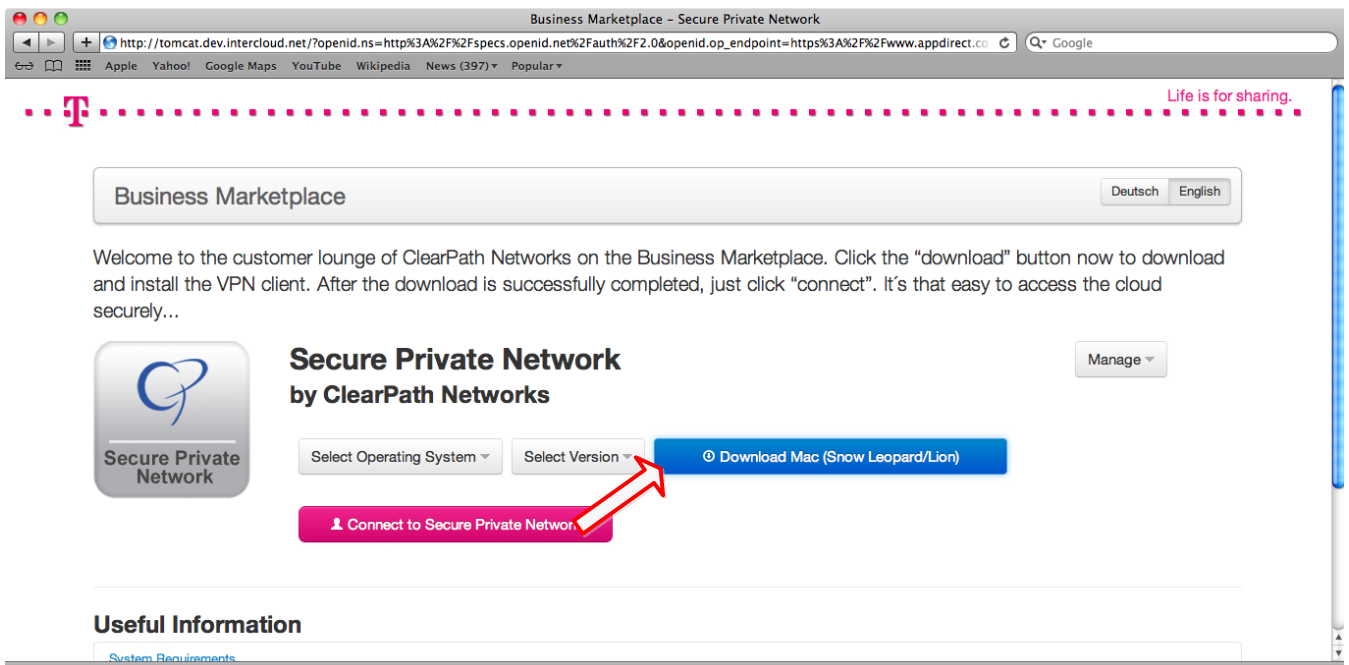 Business Marketplace – Secure Private Network
http://tomcat.dev.intercloud.net/?openid.ns=http%3A%2F%2Fspecs.openid.net%2Fauth%2F2.0&openid.op_endpoint=https%3A%2F%2Fwww.appdirect.co
Google
Apple Yahoo! Google Maps YouTube Wikipedia News (397) Popular
Life is for sharing.
T
Business Marketplace
Deutsch English
Welcome to the customer lounge of ClearPath Networks on the Business Marketplace. Click the “download” button now to download
and install the VPN client. After the download is successfully completed, just click “connect”. It´s that easy to access the cloud
securely...
Secure Private Network
Manage
by ClearPath Networks
Secure Private
Network
Select Operating System
Select Version
Download Mac (Snow Leopard/Lion)
Connect to Secure Private Network
Useful Information
System Requirements